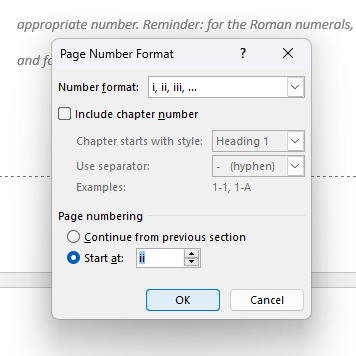 appropriate number. Reminder: for the Roman numerals,
and fo
Page Number Format
Number format: i, ii, iii, ...
Include chapter number
Chapter starts with style: Heading 1
Use separator: - (hyphen)
Examples: 1-1, 1-A
Page numbering
Continue from previous section
Start at: ii
OK Cancel